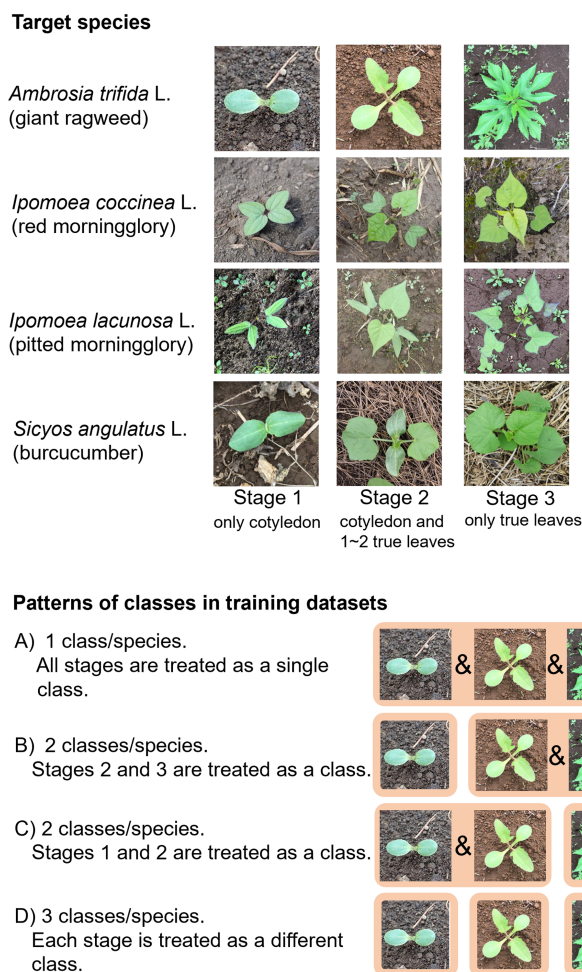 Target species
Ambrosia trifida L.
(giant ragweed)
Ipomoea coccinea L.
(red morningglory)
Ipomoea lacunosa L.
(pitted morningglory)
Sicyos angulatus L.
(burcucumber)
Stage 1
only cotyledon
Stage 2
cotyledon and
1~2 true leaves
Stage 3
only true leaves
Patterns of classes in training datasets
A) 1 class/species.
All stages are treated as a single
class.
& &
B) 2 classes/species.
Stages 2 and 3 are treated as a class.
&
C) 2 classes/species.
Stages 1 and 2 are treated as a class.
&
D) 3 classes/species.
Each stage is treated as a different
class.